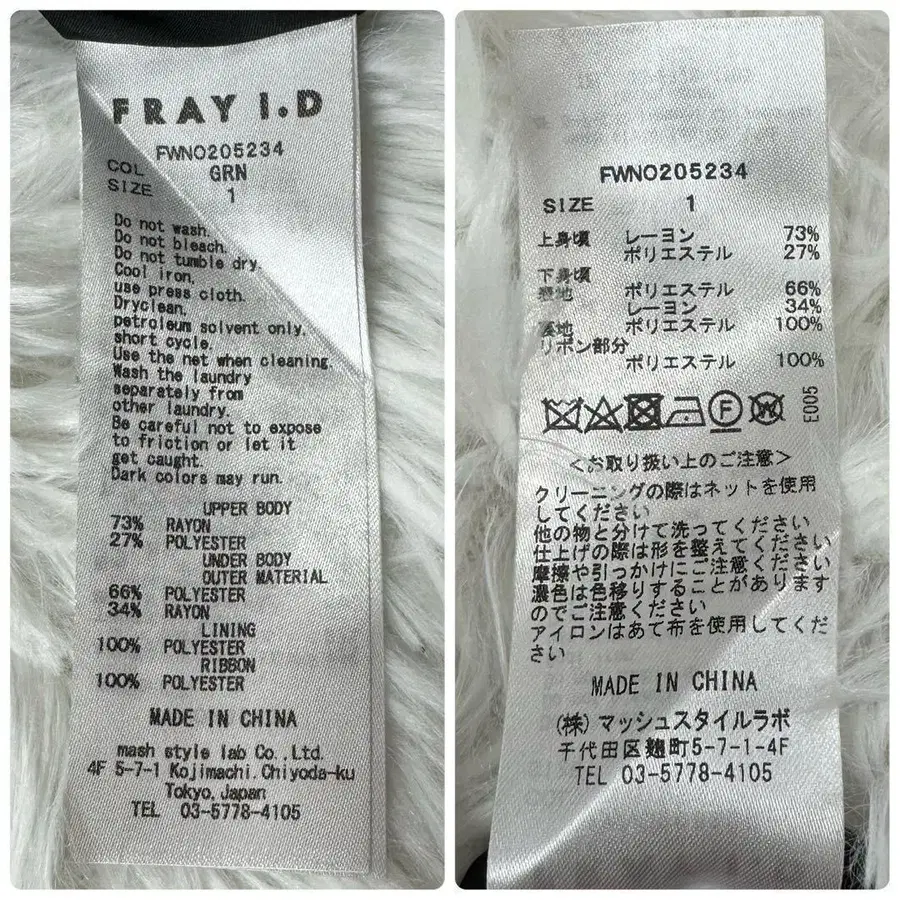 FRAY I.D
FWNO205234
COL GRN
SIZE 1
Do not wash.
Do not bleach.
Do not tumble dry.
Cool iron.
use press cloth.
Dryclean.
petroleum solvent only.
short cycle.
Use the net when cleaning.
Wash the laundry
separately from
other laundry.
Be careful not to expose
to friction or let it
get caught.
Dark colors may run.
UPPER BODY
73% RAYON
27% POLYESTER
UNDER BODY
OUTER MATERIAL
66% POLYESTER
34% RAYON
LINING
100% POLYESTER
RIBBON
100% POLYESTER
MADE IN CHINA
mash style lab Co.,Ltd.
4F 5-7-1 Kojimachi.Chiyoda-ku
Tokyo.Japan
TEL 03-5778-4105
FWNO205234
SIZE 1
上身頃 レーヨン 73%
ポリエステル 27%
下身頃
表地 ポリエステル 66%
レーヨン 34%
裏地 ポリエステル 100%
リボン部分
ポリエステル 100%
F
W
E005
<お取り扱い上のご注意>
クリーニングの際はネットを使用
してください
他の物と分けて洗ってください
仕上げの際は形を整えてください
摩擦や引っかけにご注意ください
濃色は色移りすることがあります
のでご注意ください
アイロンはあて布を使用してくだ
さい
MADE IN CHINA
(株) マッシュスタイルラボ
千代田区麹町5-7-1-4F
TEL 03-5778-4105